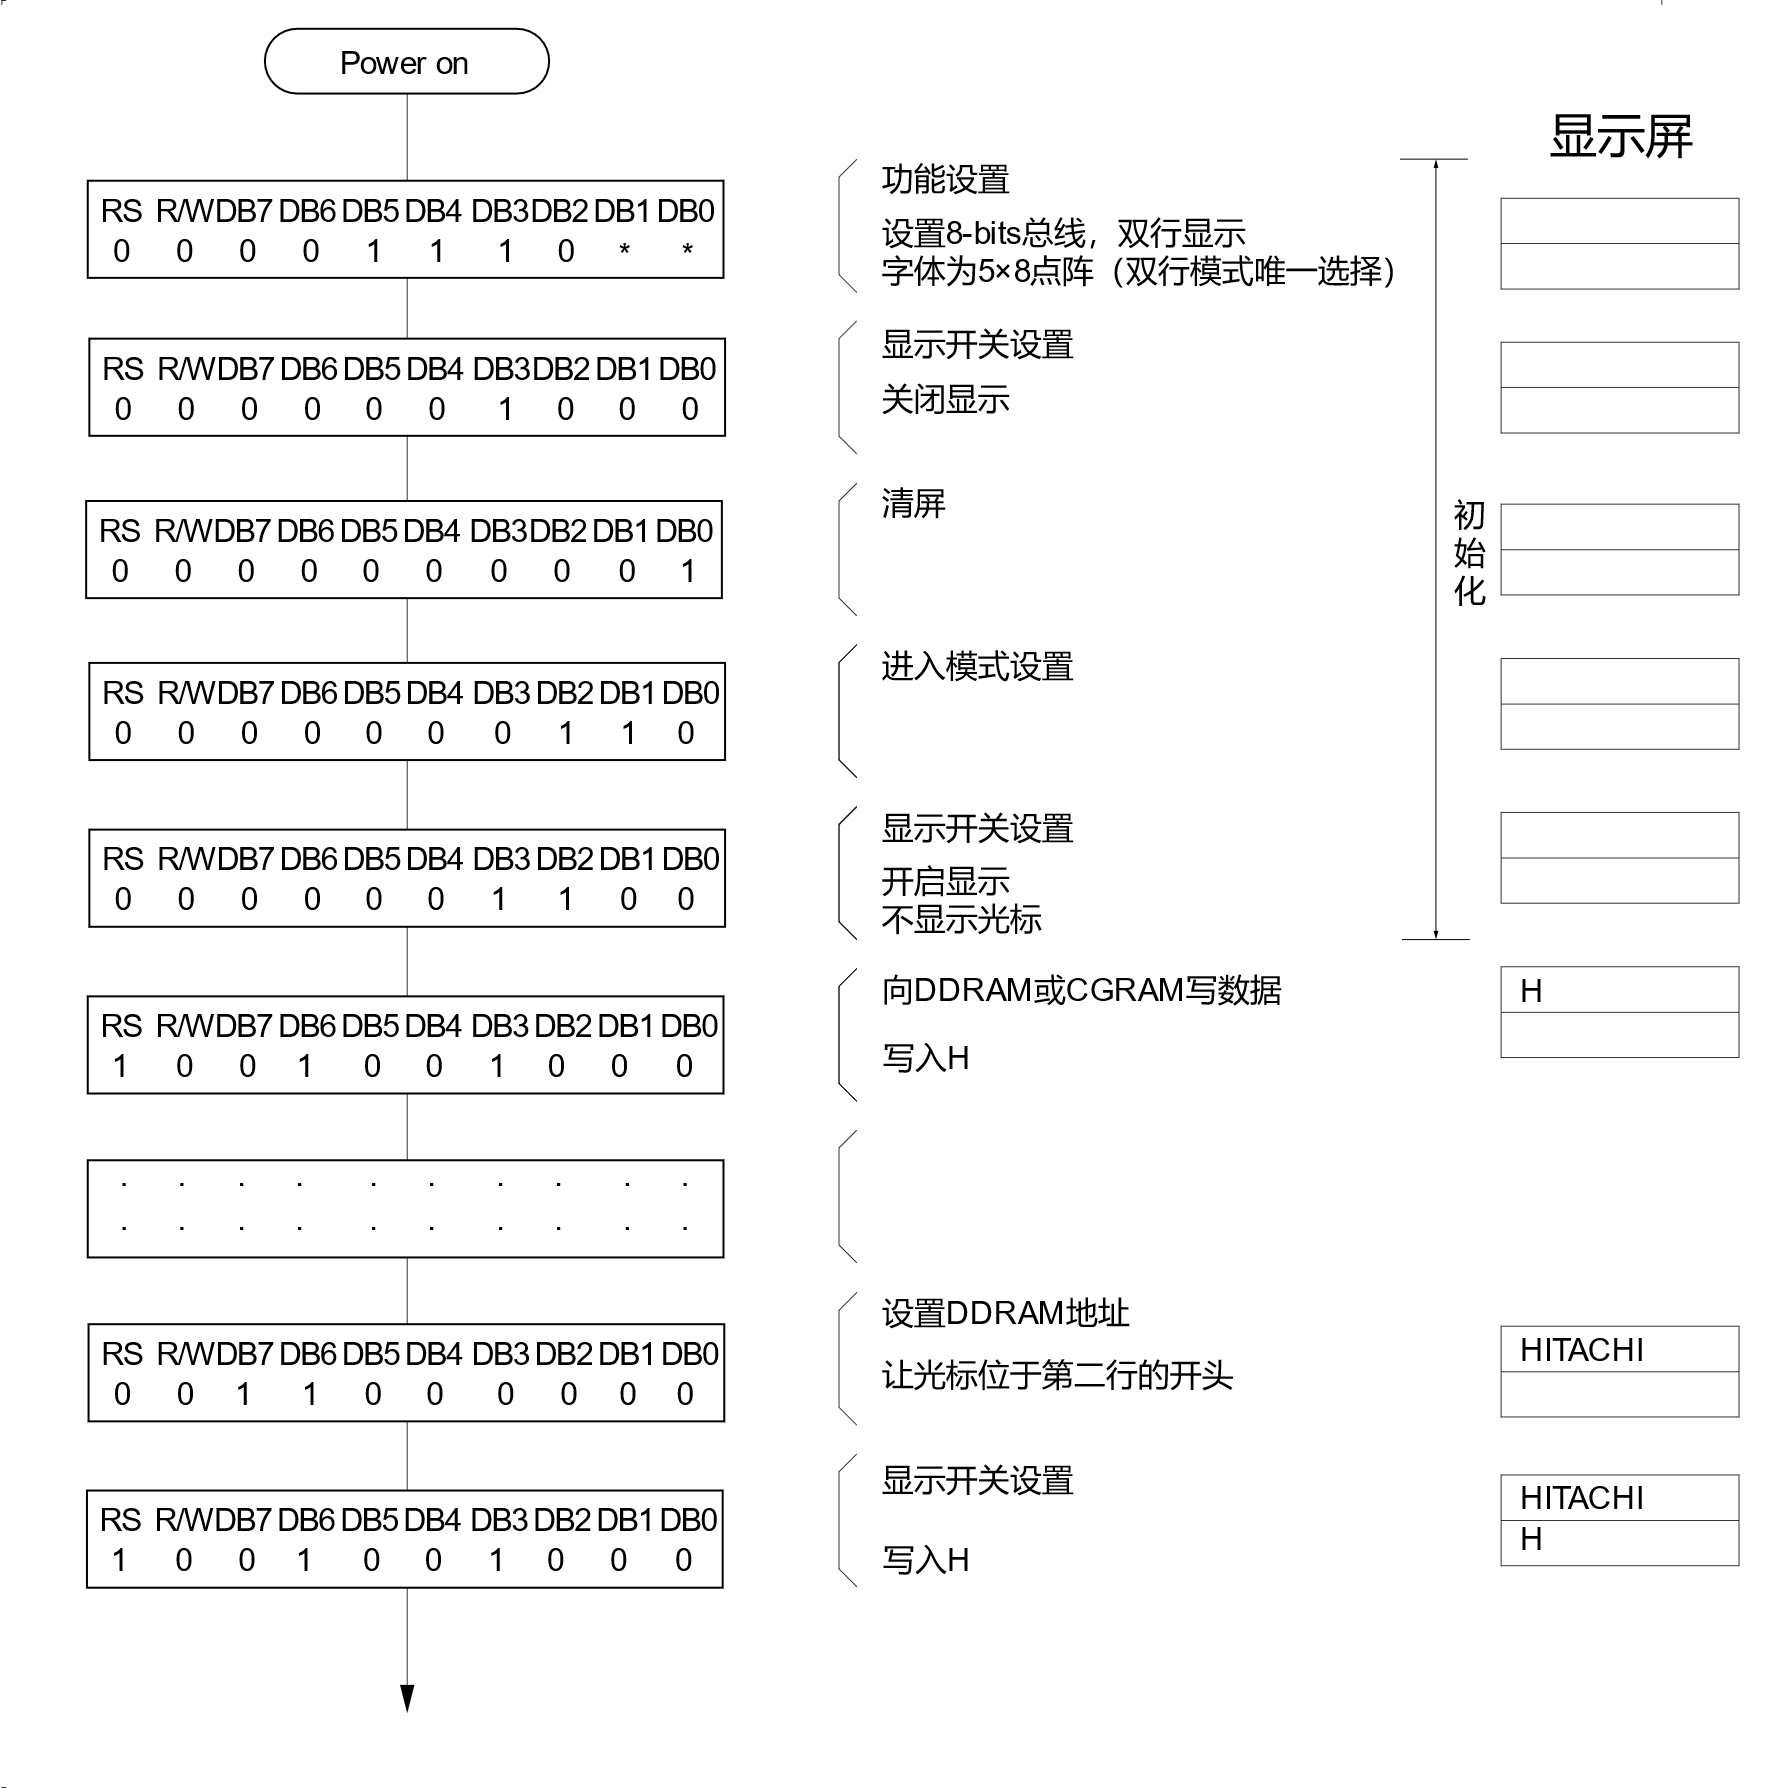 Power on
显示屏
RS R/W DB7 DB6 DB5 DB4 DB3 DB2 DB1 DB0
0 0 0 0 1 1 1 0 * *
功能设置
设置8-bits总线，双行显示
字体为5×8点阵（双行模式唯一选择）
RS R/W DB7 DB6 DB5 DB4 DB3 DB2 DB1 DB0
0 0 0 0 0 0 1 0 0 0
显示开关设置
关闭显示
RS R/W DB7 DB6 DB5 DB4 DB3 DB2 DB1 DB0
0 0 0 0 0 0 0 0 0 1
清屏
初始化
RS R/W DB7 DB6 DB5 DB4 DB3 DB2 DB1 DB0
0 0 0 0 0 0 0 1 1 0
进入模式设置
RS R/W DB7 DB6 DB5 DB4 DB3 DB2 DB1 DB0
0 0 0 0 0 0 1 1 0 0
显示开关设置
开启显示
不显示光标
RS R/W DB7 DB6 DB5 DB4 DB3 DB2 DB1 DB0
1 0 0 1 0 0 1 0 0 0
向DDRAM或CGRAM写数据
写入H
H
. . . . . . . . . .
. . . . . . . . . .
RS R/W DB7 DB6 DB5 DB4 DB3 DB2 DB1 DB0
0 0 1 1 0 0 0 0 0 0
设置DDRAM地址
让光标位于第二行的开头
HITACHI
RS R/W DB7 DB6 DB5 DB4 DB3 DB2 DB1 DB0
1 0 0 1 0 0 1 0 0 0
显示开关设置
写入H
HITACHI
H